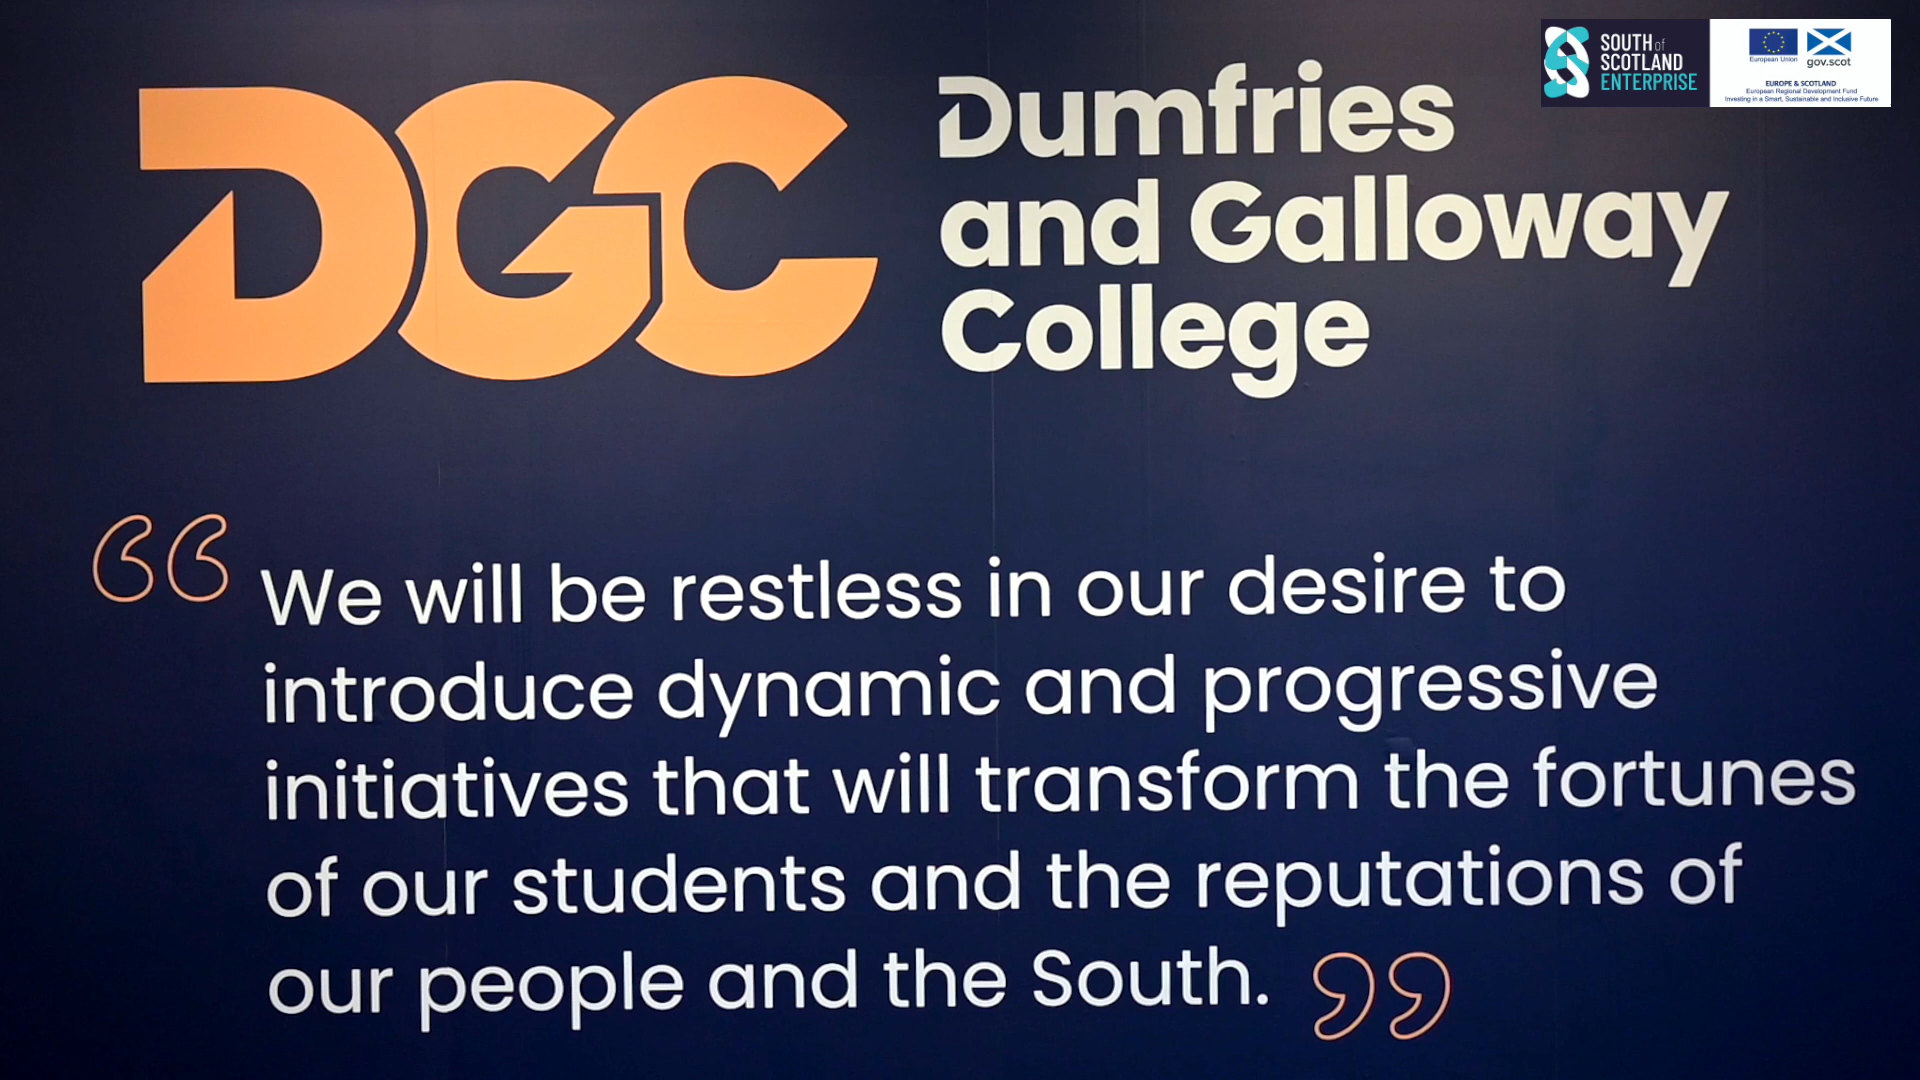 DGC
Dumfries
and Galloway
College
SOUTH of
SCOTLAND
ENTERPRISE
European Union
gov.scot
EUROPE & SCOTLAND
European Regional Development Fund
Investing in a Smart, Sustainable and Inclusive Future
“We will be restless in our desire to
introduce dynamic and progressive
initiatives that will transform the fortunes
of our students and the reputations of
our people and the South.”